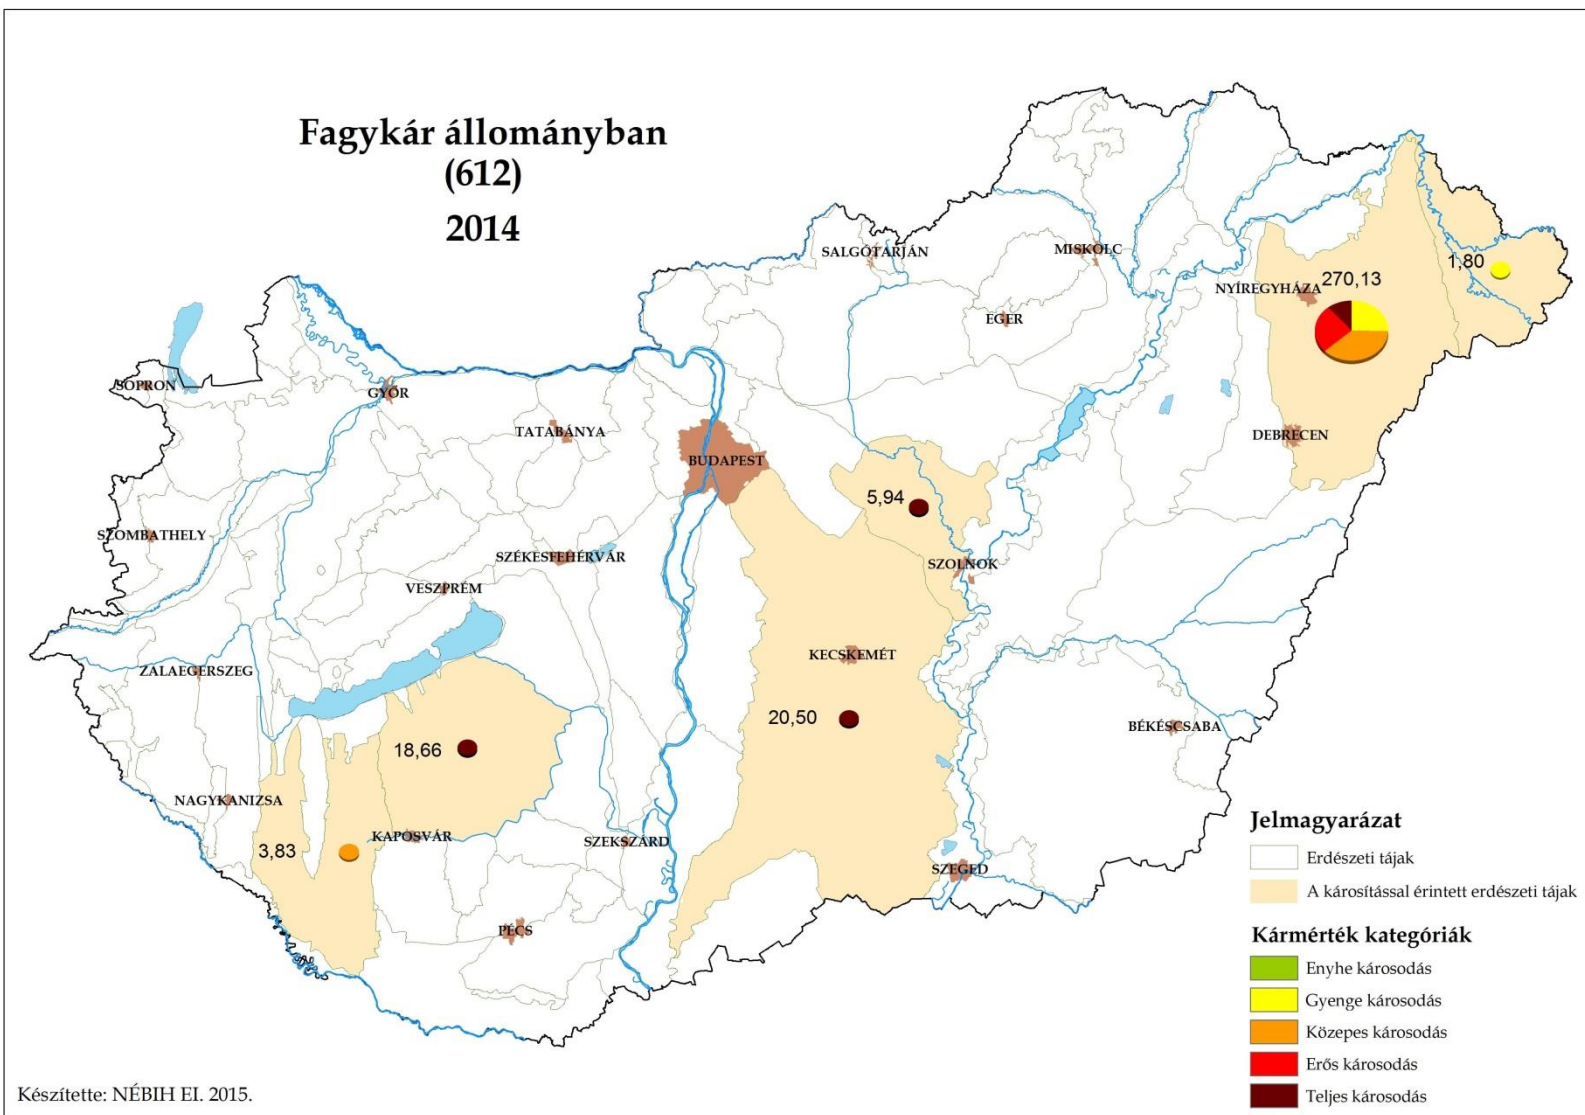 Fagykár állományban
(612)
2014
SALGÓTARJÁN
MISKOLC
1,80
270,13
NYÍREGYHÁZA
EGER
SOPRON
GYŐR
TATABÁNYA
DEBRECEN
BUDAPEST
5,94
SZOMBATHELY
SZÉKESFEHÉRVÁR
SZOLNOK
VESZPRÉM
KECSKEMÉT
ZALAEGERSZEG
20,50
BÉKÉSCSABA
18,66
NAGYKANIZSA
KAPOSVÁR
SZEKSZÁRD
3,83
SZEGED
PÉCS
Jelmagyarázat
Erdészeti tájak
A károsítással érintett erdészeti tájak
Kármérték kategóriák
Enyhe károsodás
Gyenge károsodás
Közepes károsodás
Erős károsodás
Teljes károsodás
Készítette: NÉBIH EI. 2015.